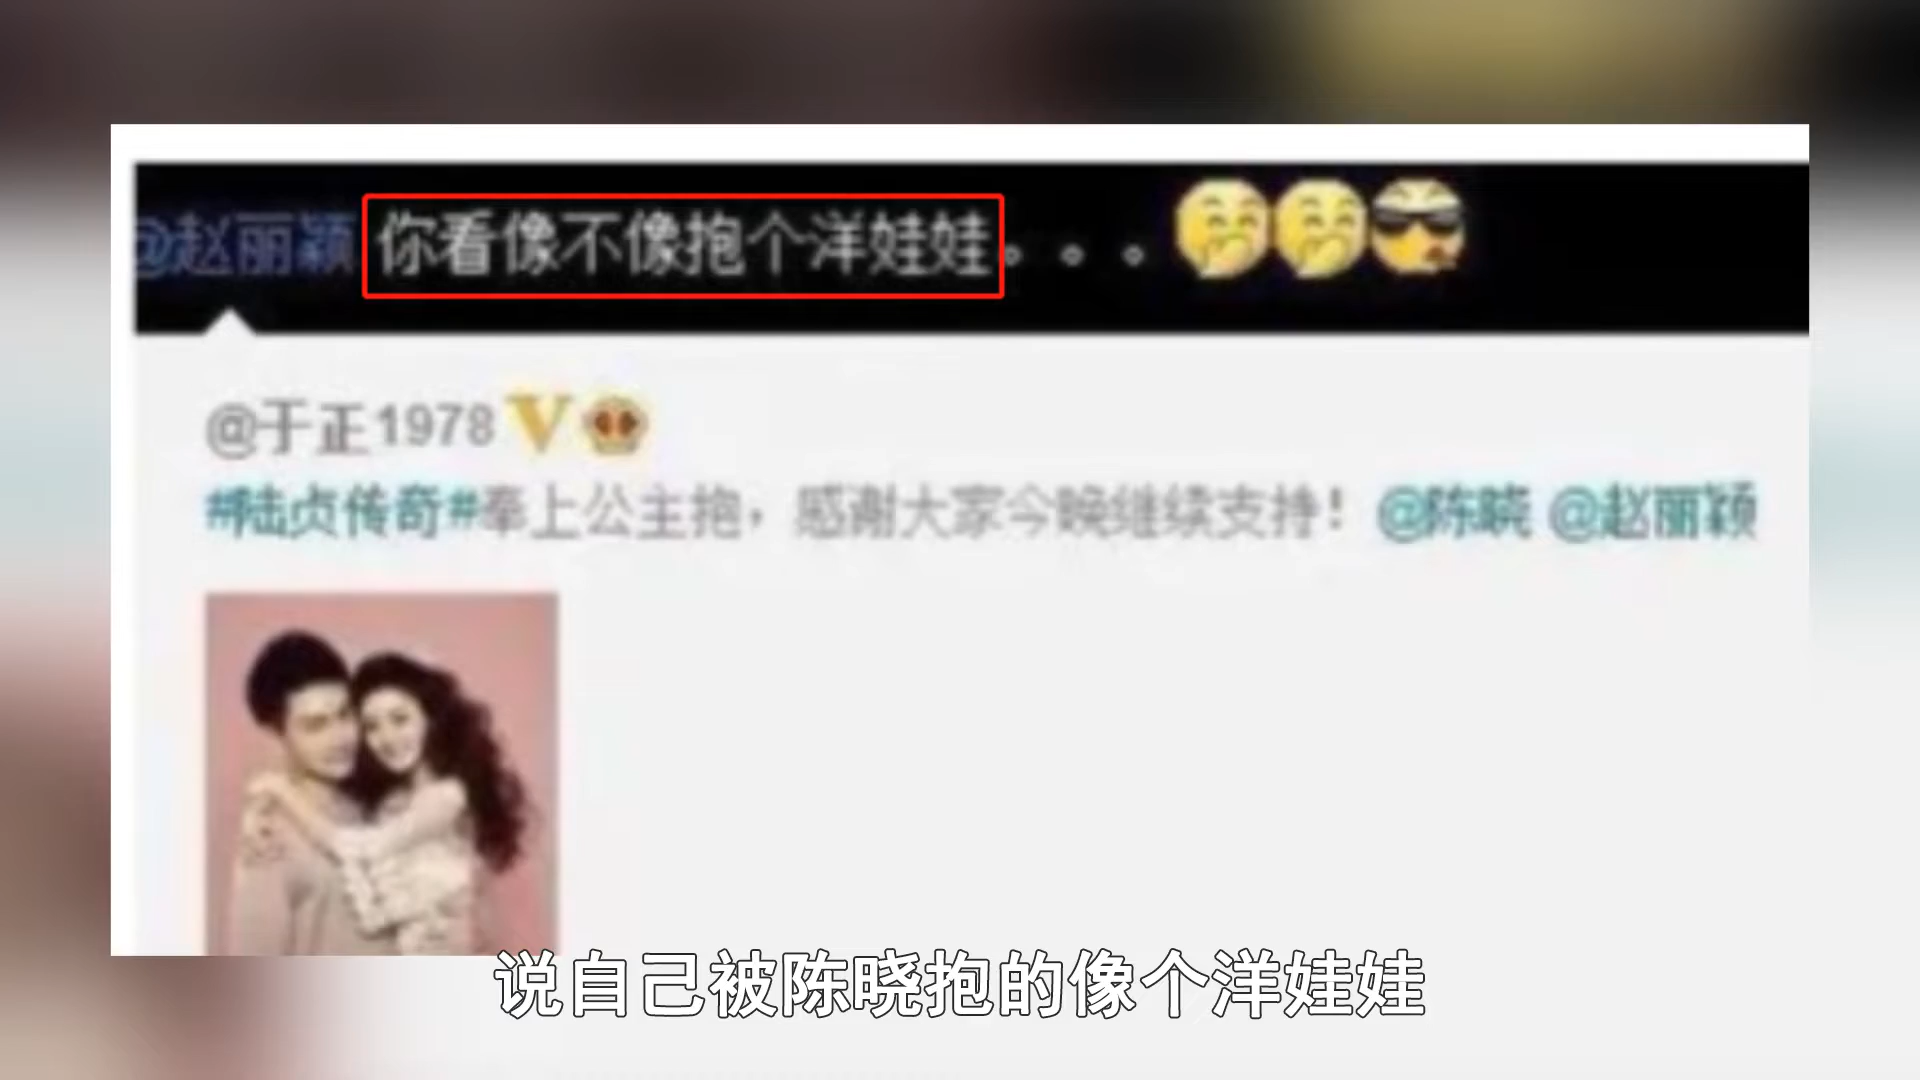 @赵丽颖 你看像不像抱个洋娃娃。。。
@于正1978 V
#陆贞传奇#奉上公主抱，感谢大家今晚继续支持！@陈晓 @赵丽颖
说自己被陈晓抱的像个洋娃娃